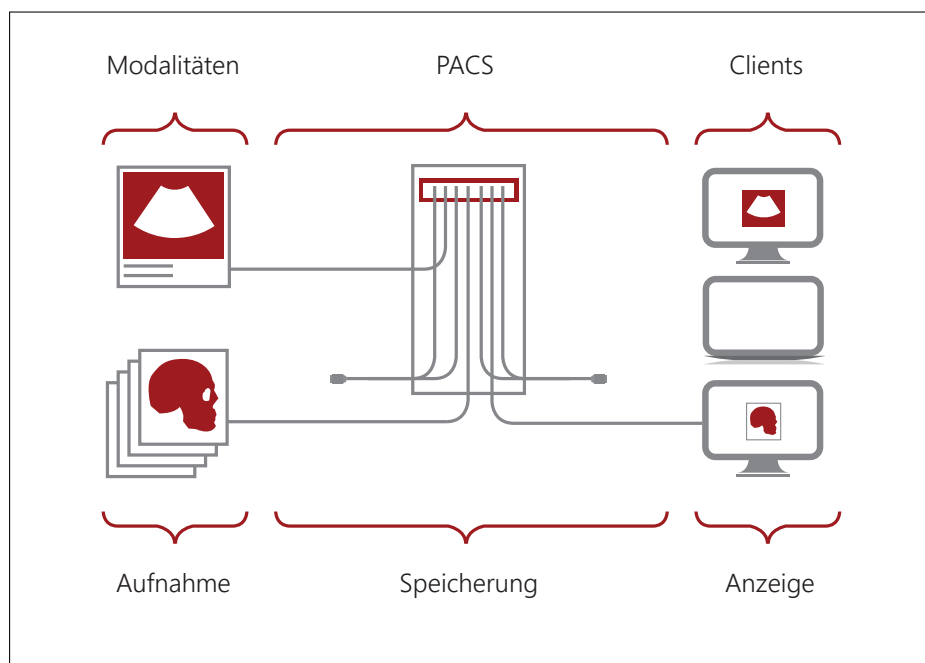 Modalitäten
PACS
Clients
Aufnahme
Speicherung
Anzeige